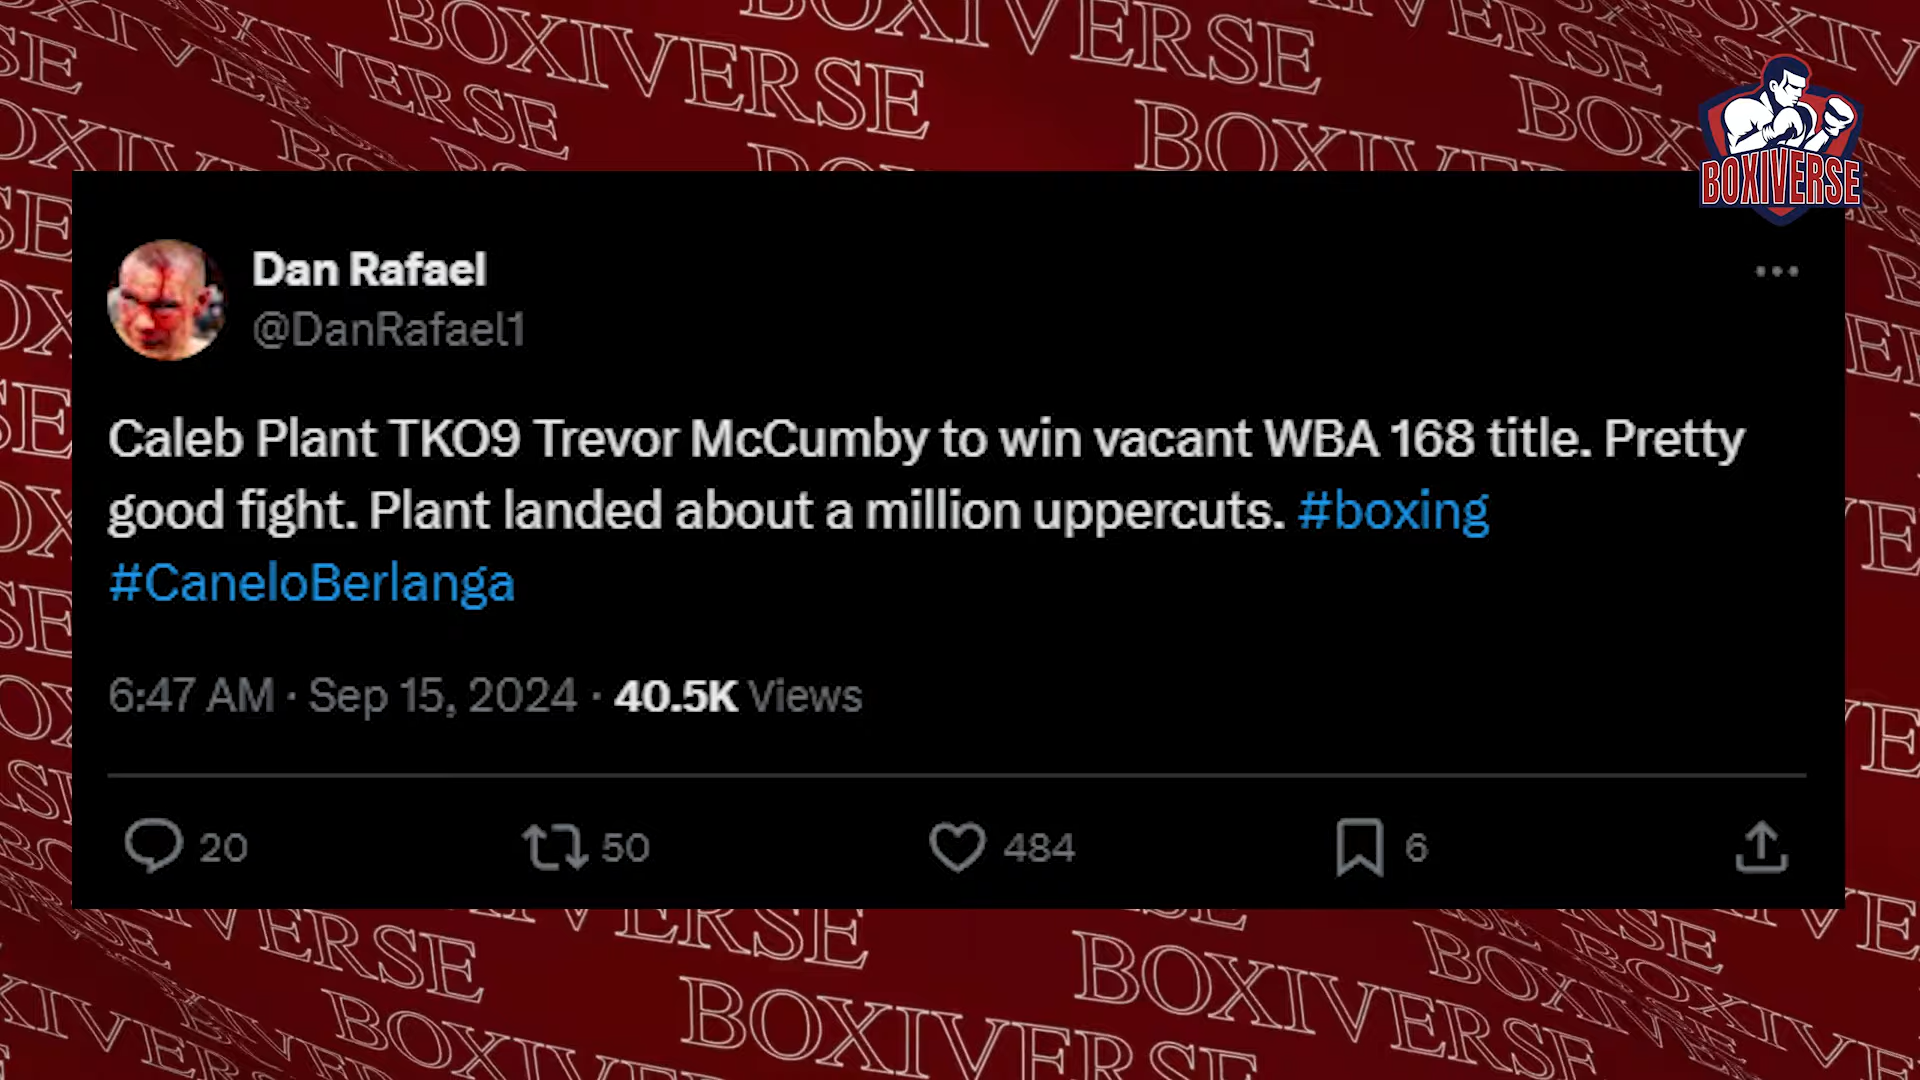 BOXIVERSE
Dan Rafael
@DanRafael1
Caleb Plant TKO9 Trevor McCumby to win vacant WBA 168 title. Pretty
good fight. Plant landed about a million uppercuts. #boxing
#CaneloBerlanga
6:47 AM · Sep 15, 2024 · 40.5K Views
20 50 484 6